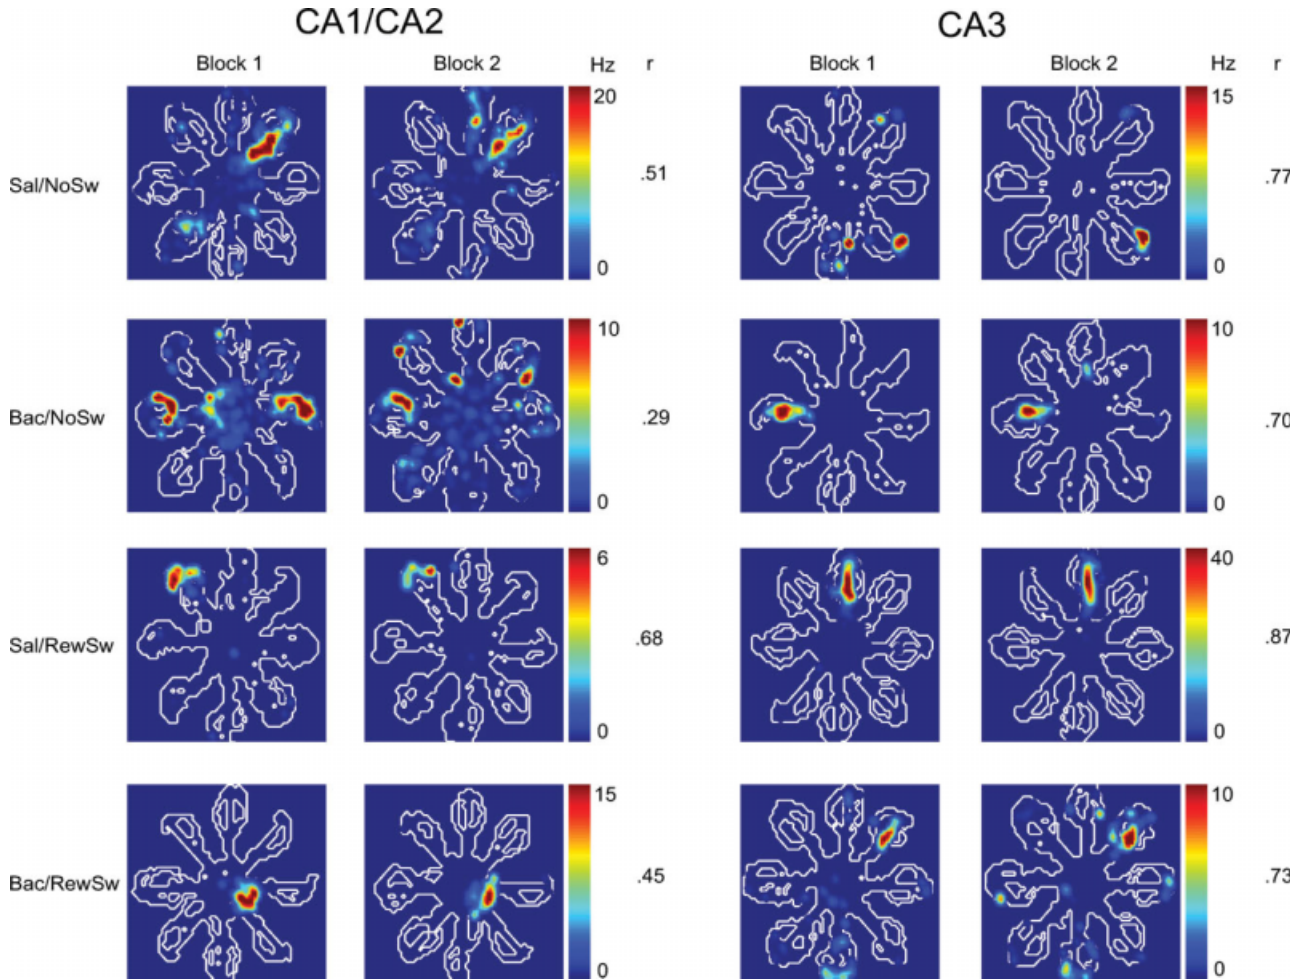 CA1/CA2 CA3
Block 1 Block 2 Hz r Block 1 Block 2 Hz r
20 15
Sal/NoSw .51 .77
0 0
10 10
Bac/NoSw .29 .70
0 0
6 40
Sal/RewSw .68 .87
0 0
15 10
Bac/RewSw .45 .73
0 0